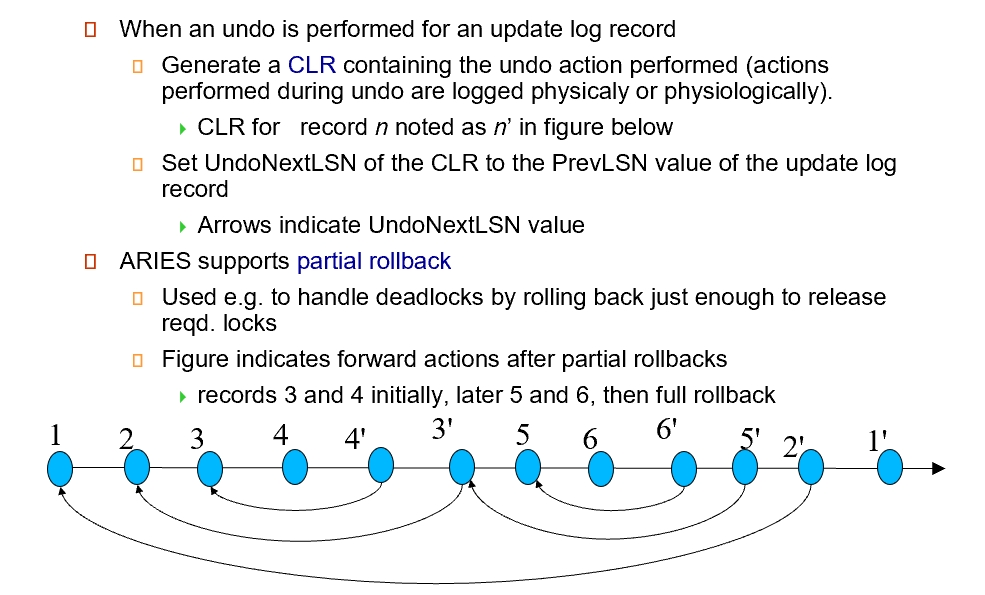 When an undo is performed for an update log record
Generate a CLR containing the undo action performed (actions
performed during undo are logged physicaly or physiologically).
CLR for record n noted as n’ in figure below
Set UndoNextLSN of the CLR to the PrevLSN value of the update log
record
Arrows indicate UndoNextLSN value
ARIES supports partial rollback
Used e.g. to handle deadlocks by rolling back just enough to release
reqd. locks
Figure indicates forward actions after partial rollbacks
records 3 and 4 initially, later 5 and 6, then full rollback
1 2 3 4 4' 3' 5 6 6' 5' 2' 1'